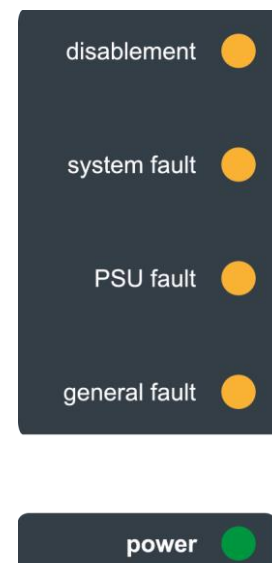 disablement
system fault
PSU fault
general fault
power